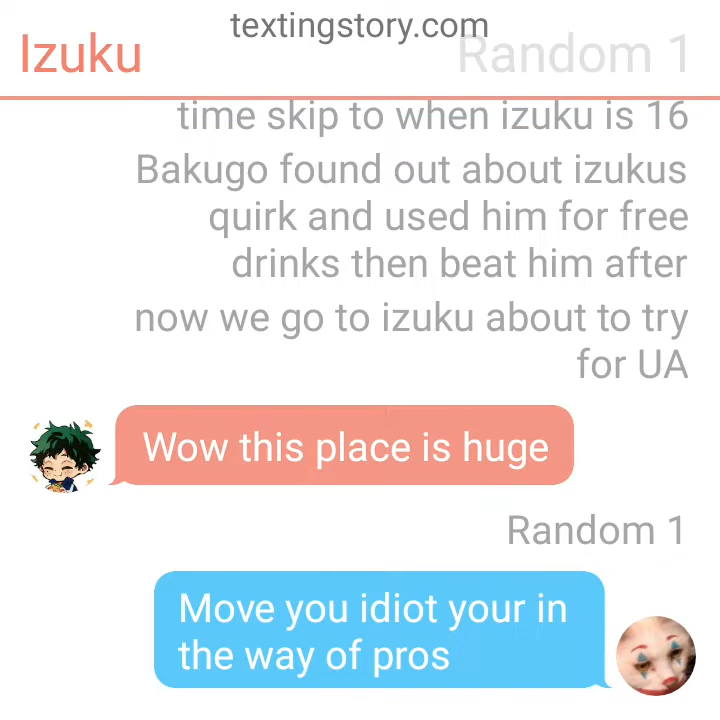 textingstory.com
Izuku
Random 1
time skip to when izuku is 16
Bakugo found out about izukus
quirk and used him for free
drinks then beat him after
now we go to izuku about to try
for UA
Wow this place is huge
Random 1
Move you idiot your in
the way of pros